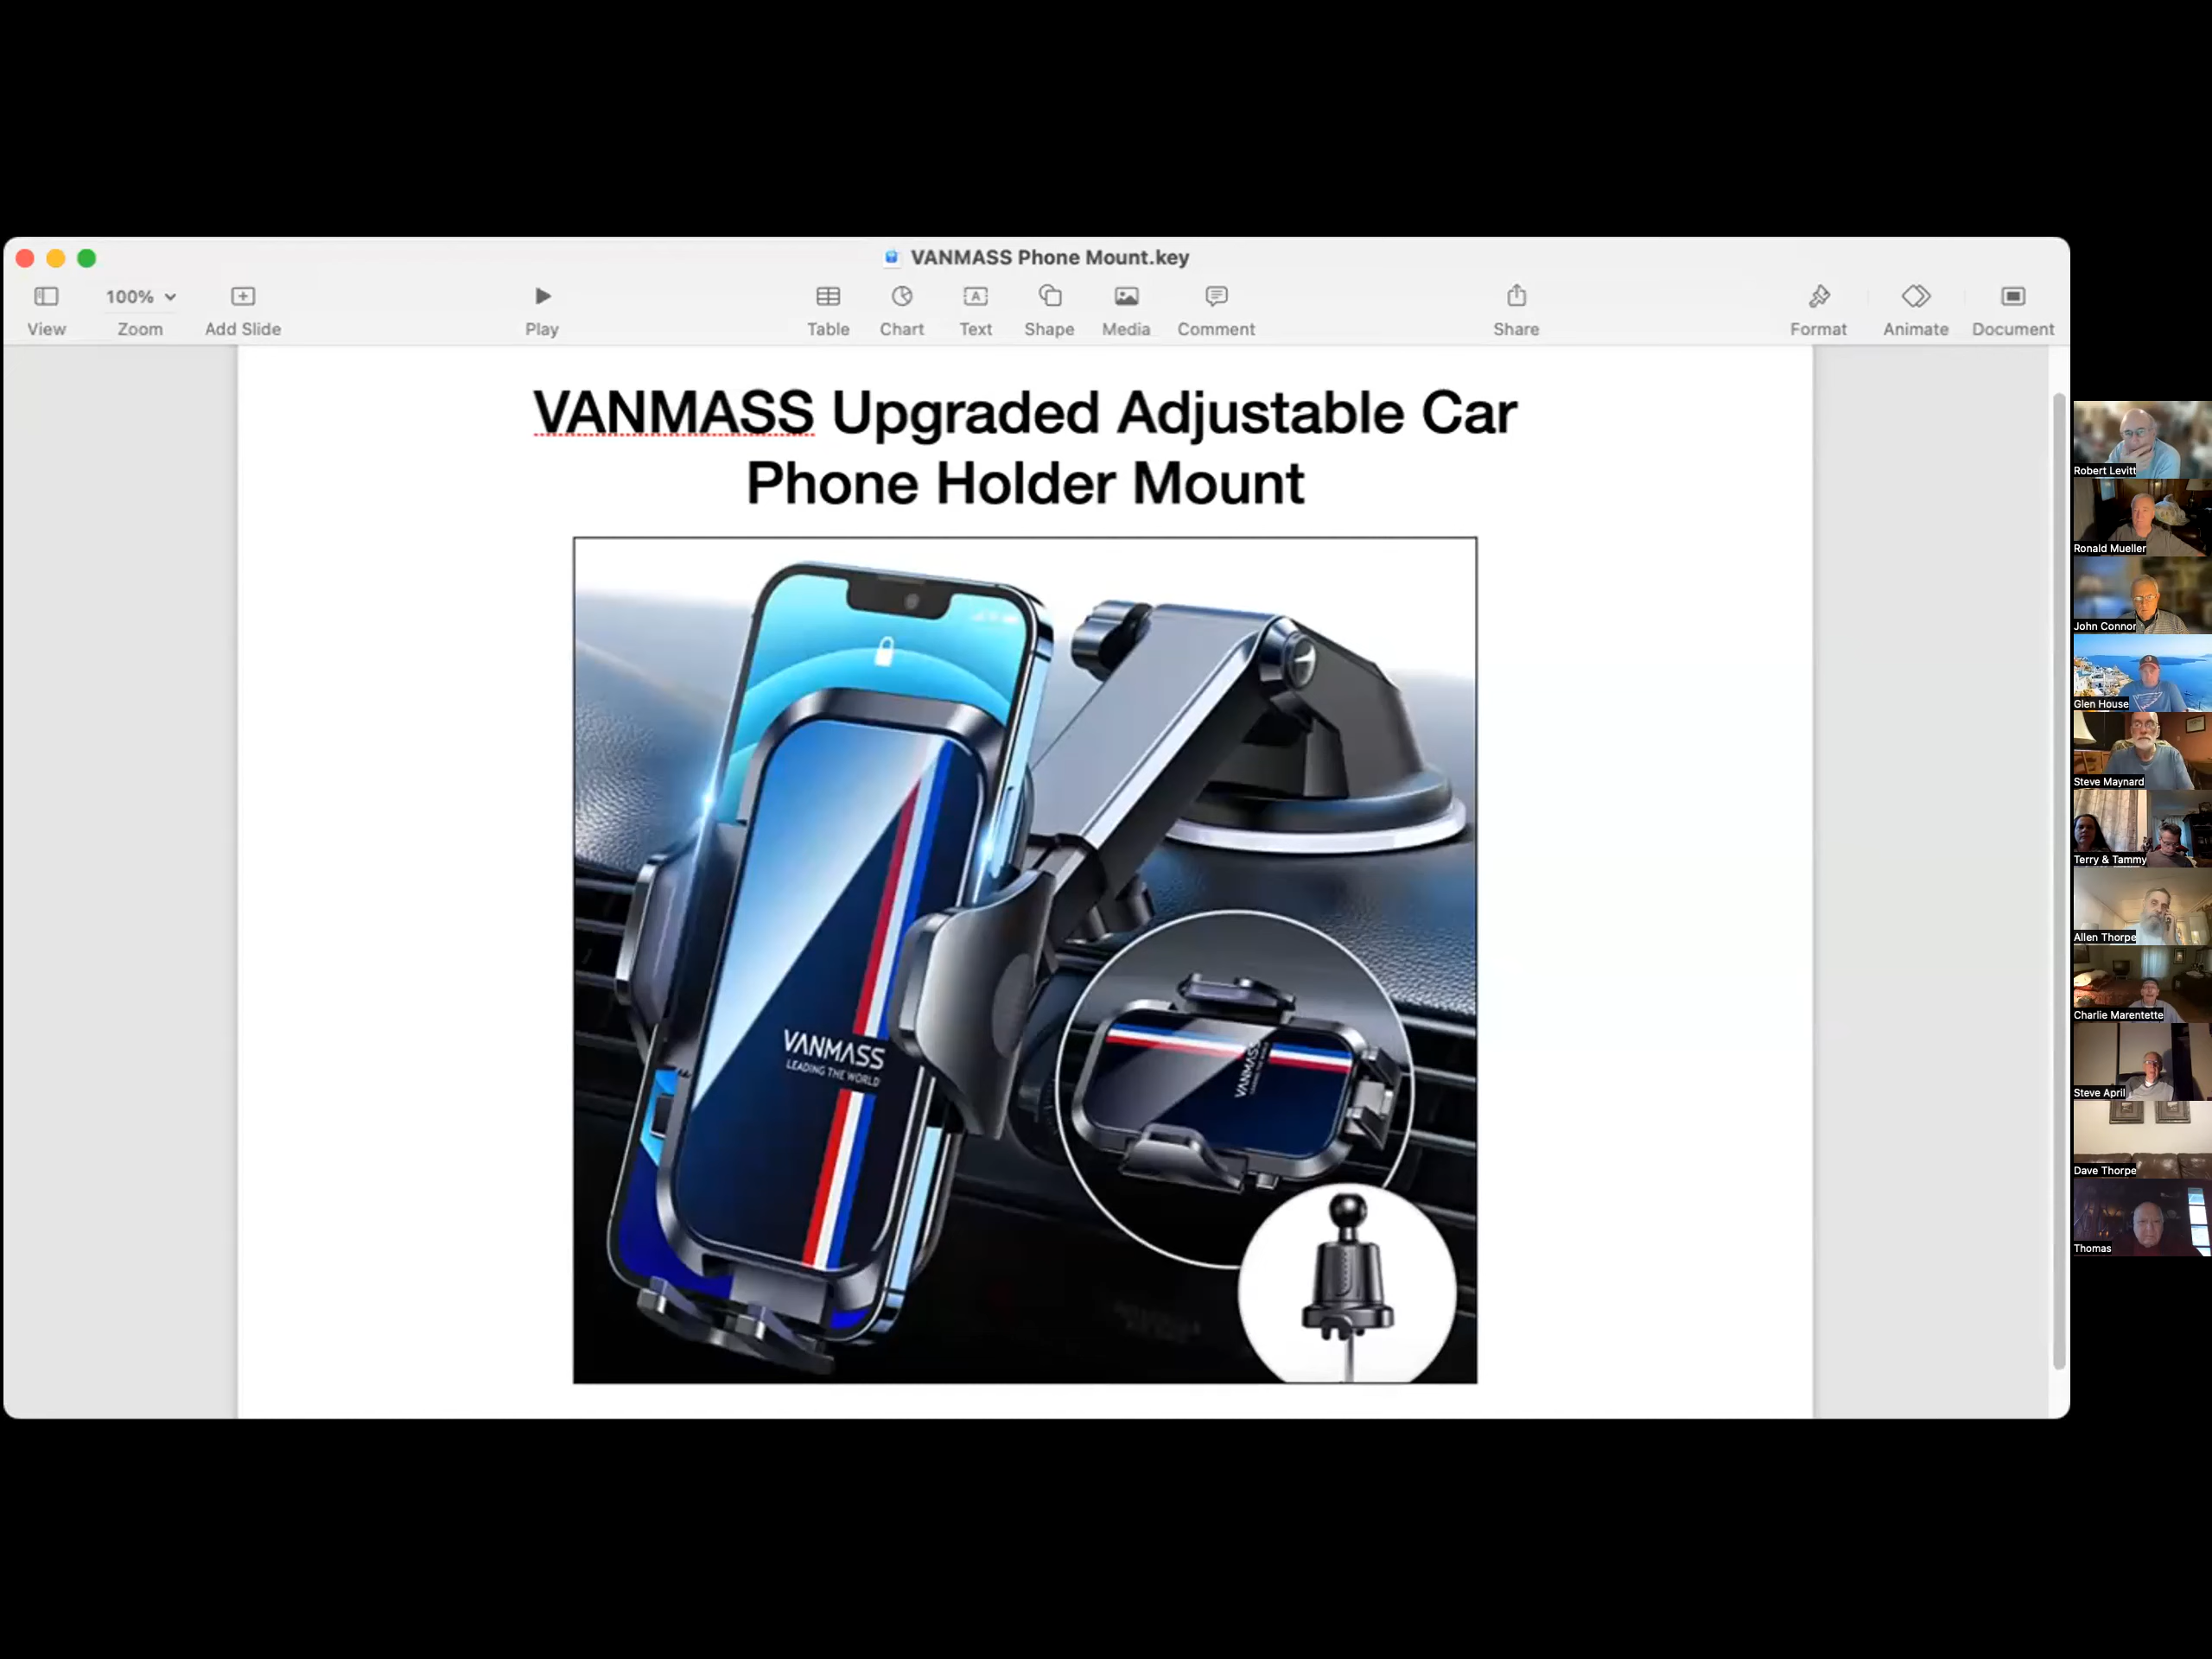 VANMASS Phone Mount.key
100%
View
Zoom
Add Slide
Play
Table
Chart
Text
Shape
Media
Comment
Share
Format
Animate
Document
VANMASS Upgraded Adjustable Car
Phone Holder Mount
VANMASS
LEADING THE WORLD
VANMASS
Robert Levitt
Ronald Mueller
John Connor
Glen House
Steve Maynard
Terry & Tammy
Allen Thorpe
Charlie Marentette
Steve April
Dave Thorpe
Thomas